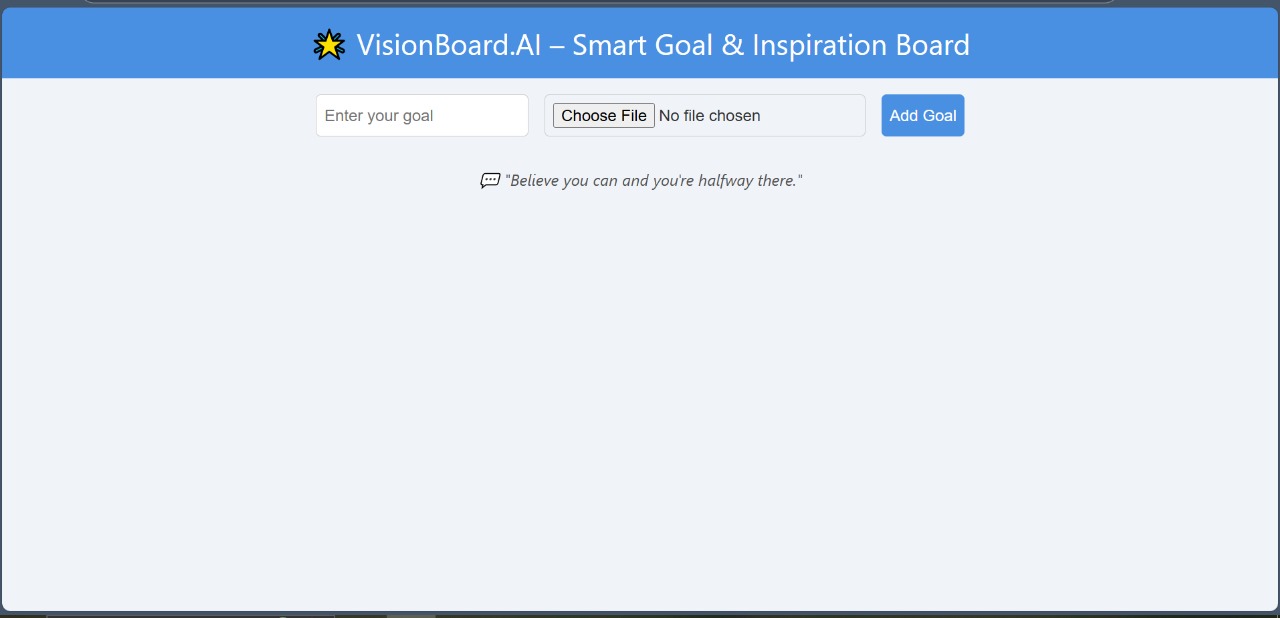 🌟 VisionBoard.AI – Smart Goal & Inspiration Board
Enter your goal Choose File No file chosen Add Goal
💬 "Believe you can and you're halfway there."